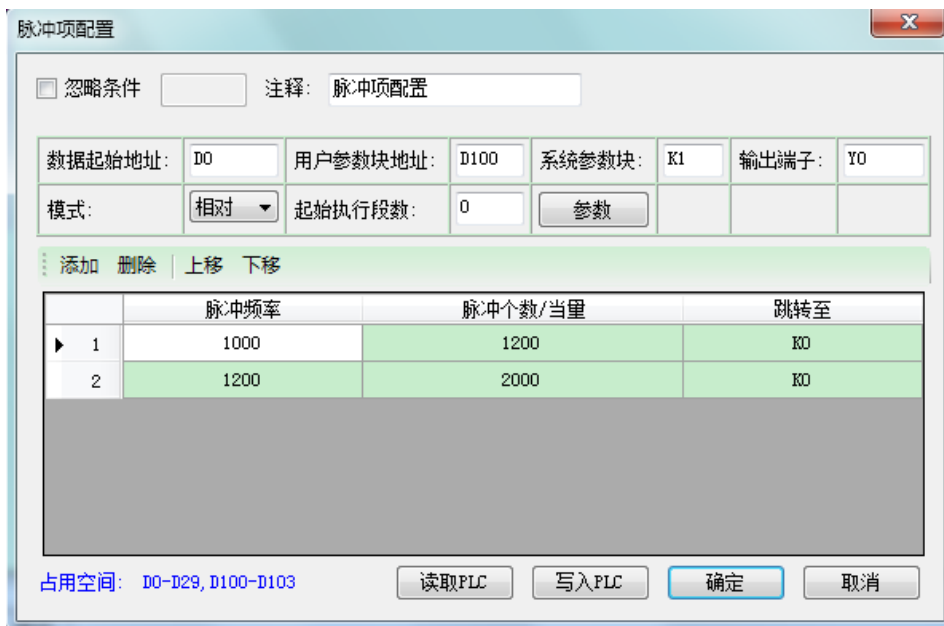 脉冲项配置
忽略条件 注释: 脉冲项配置
数据起始地址: D0 用户参数块地址: D100 系统参数块: K1 输出端子: Y0
模式: 相对 起始执行段数: 0 参数
添加 删除 上移 下移
脉冲频率 脉冲个数/当量 跳转至
1 1000 1200 K0
2 1200 2000 K0
占用空间: D0-D29,D100-D103 读取PLC 写入PLC 确定 取消